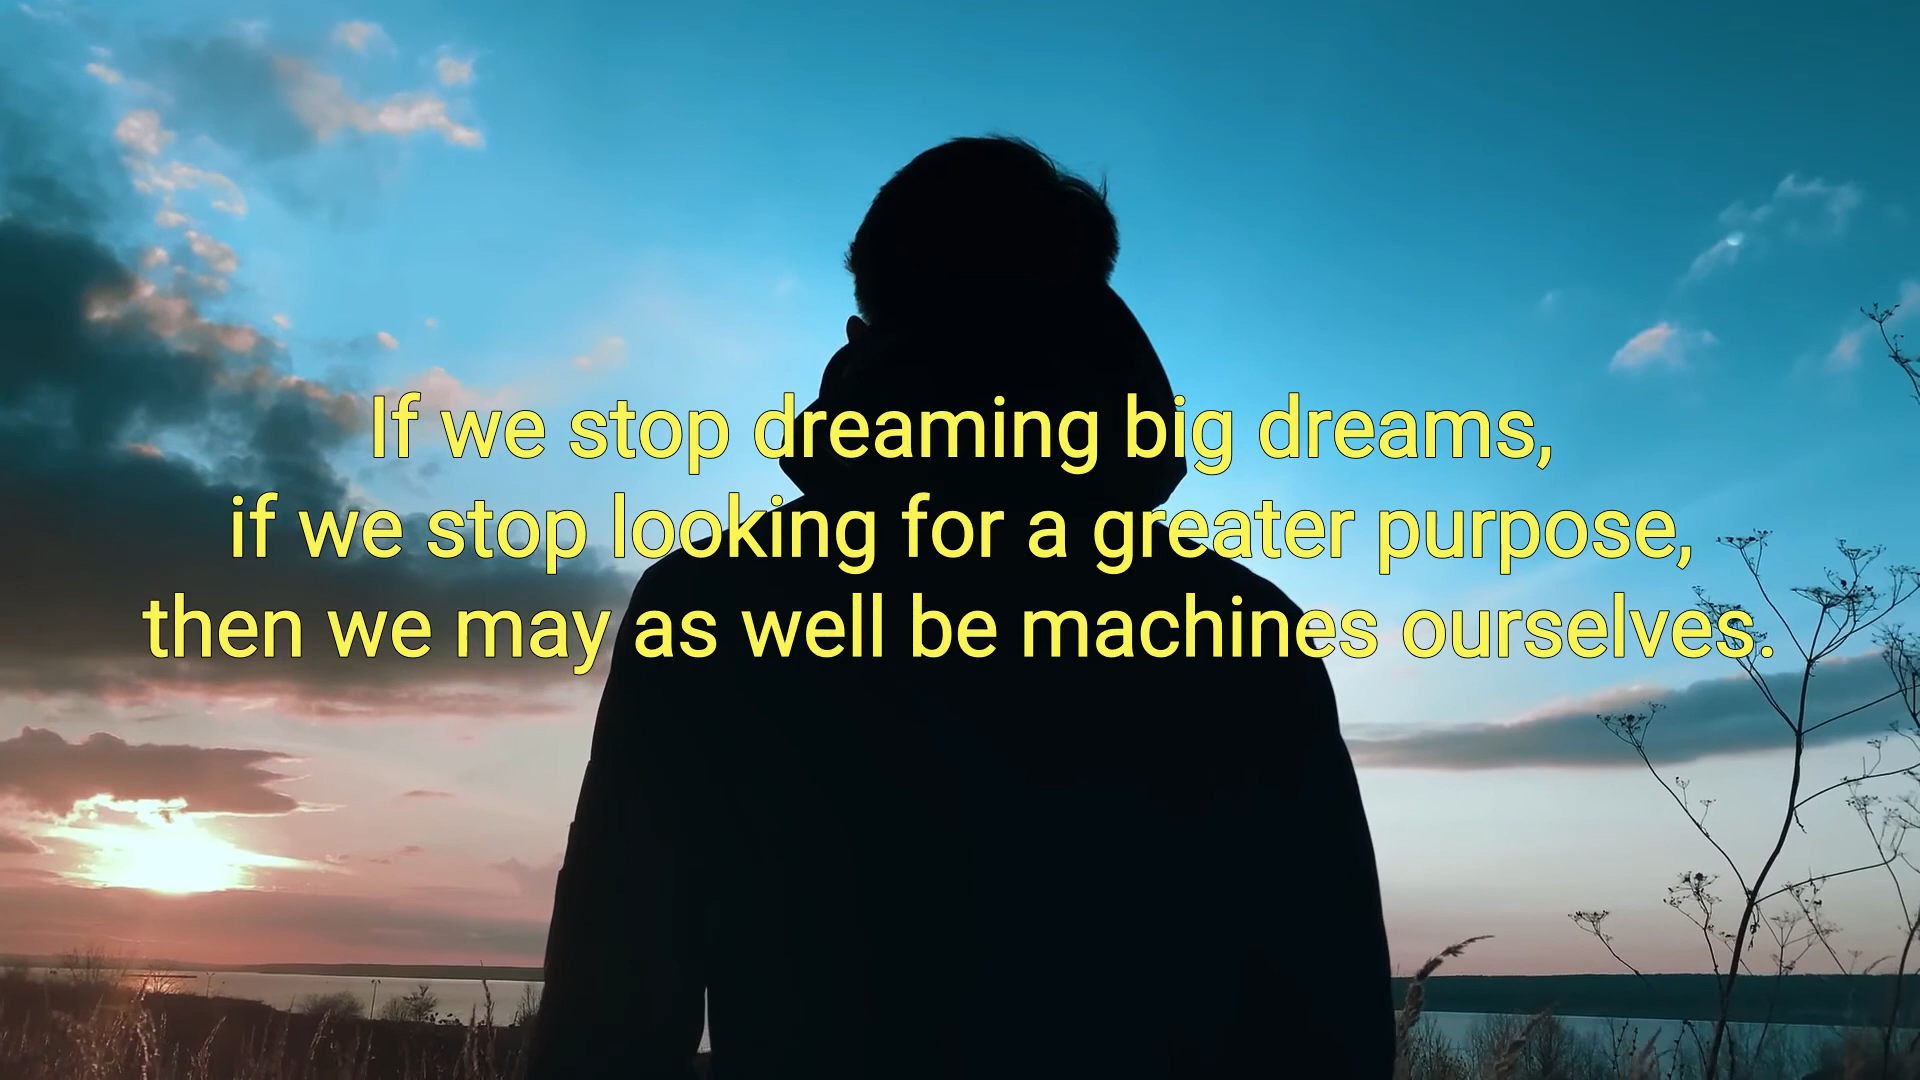 If we stop dreaming big dreams,
if we stop looking for a greater purpose,
then we may as well be machines ourselves.